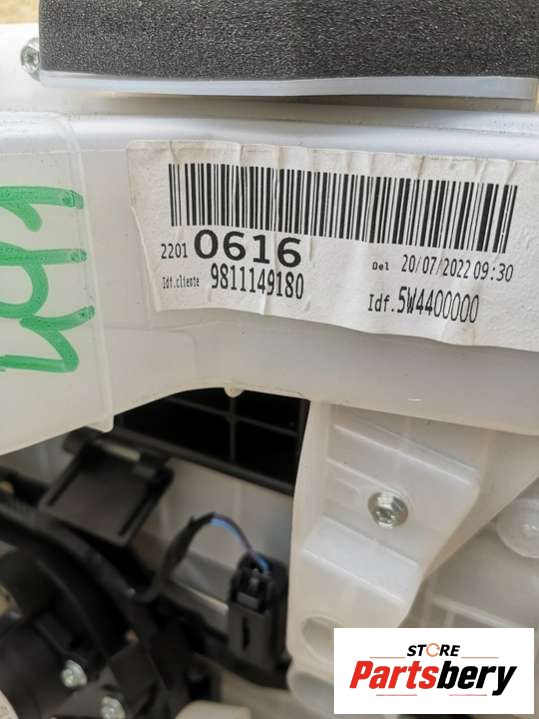 2201 0616 Del 20/07/2022 09:30
Idf.cliente 9811149180 Idf.5W4400000
STORE
Partsbery